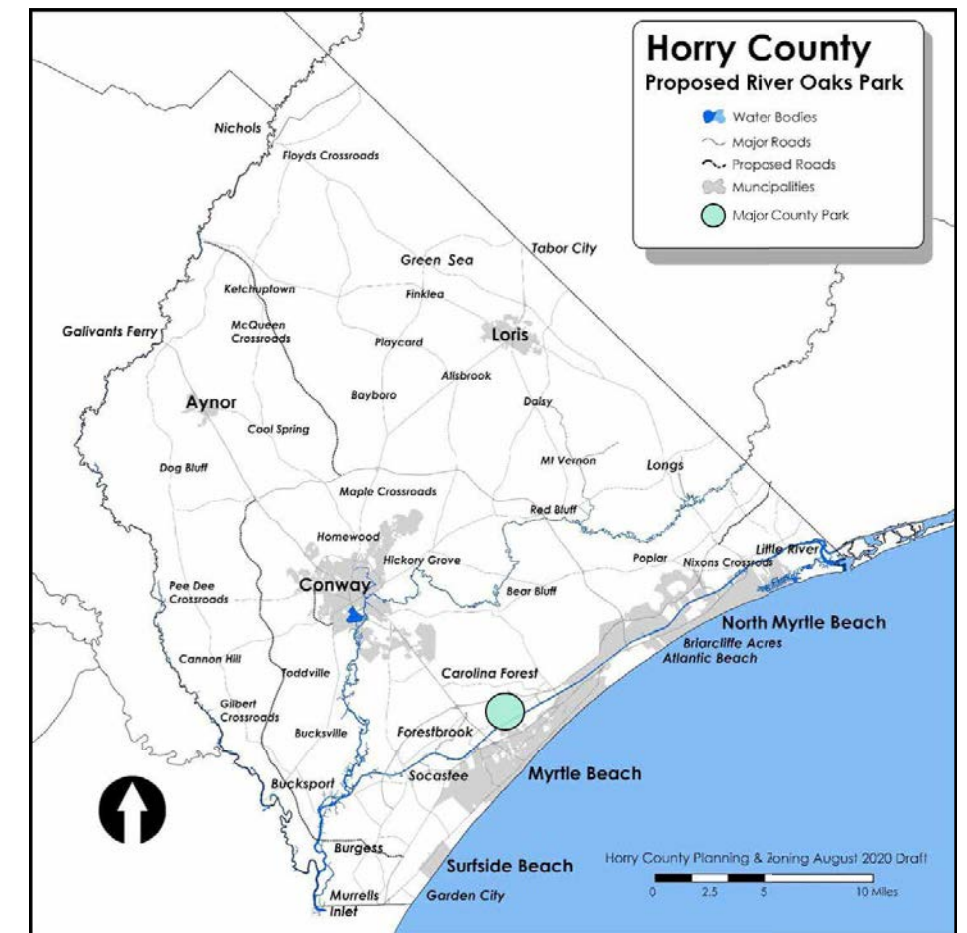 Horry County
Proposed River Oaks Park
Water Bodies
Major Roads
Proposed Roads
Muncipalities
Major County Park
Nichols
Floyds Crossroads
Tabor City
Green Sea
Ketchuptown
Finklea
Galivants Ferry
McQueen
Crossroads
Playcard
Loris
Allsbrook
Aynor
Bayboro
Daisy
Cool Spring
Dog Bluff
Mt Vernon
Longs
Maple Crossroads
Red Bluff
Homewood
Hickory Grove
Poplar
Nixons Crossroads
Little River
Conway
Pee Dee
Crossroads
Bear Bluff
North Myrtle Beach
Briarcliffe Acres
Atlantic Beach
Cannon Hill
Toddville
Carolina Forest
Gilbert
Crossroads
Bucksville
Forestbrook
Bucksport
Socastee
Myrtle Beach
Burgess
Surfside Beach
Horry County Planning & Zoning August 2020 Draft
0 2.5 5 10 Miles
Murrells
Inlet
Garden City